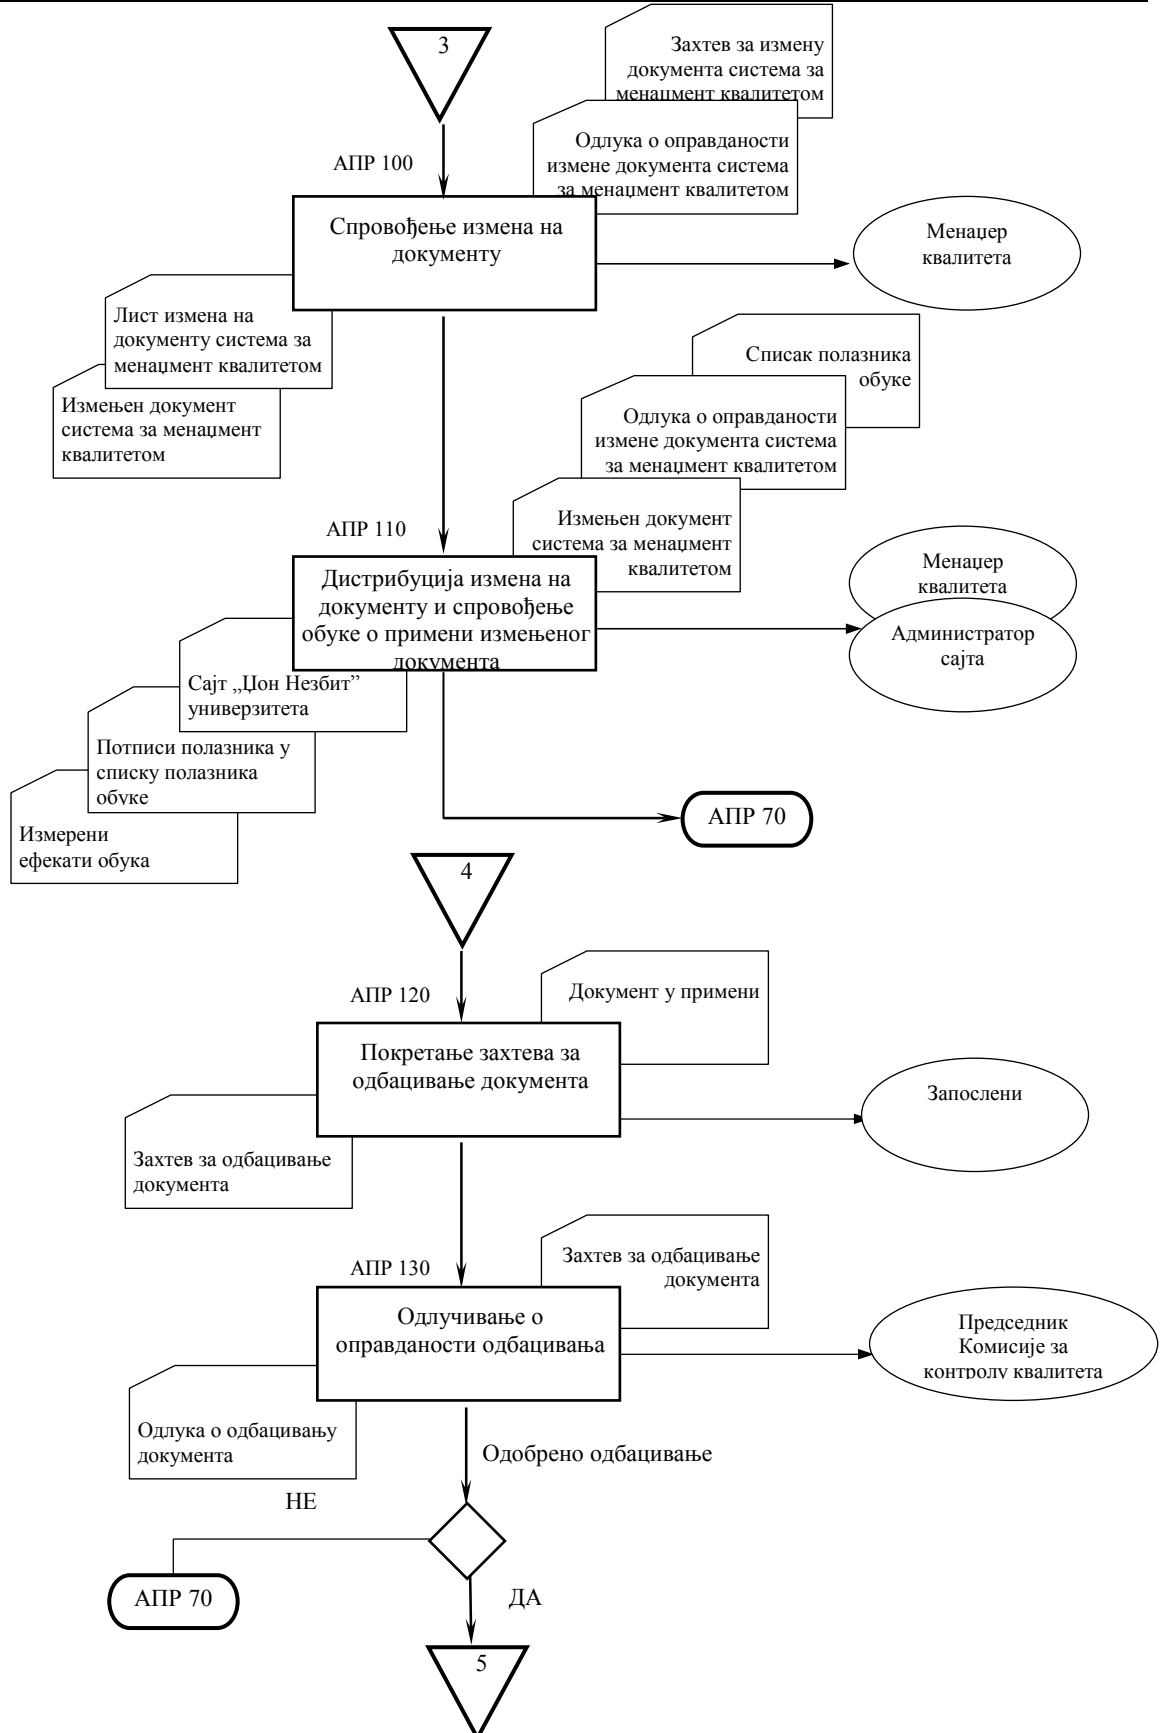 3
Захтев за измену
документа система за
менаџмент квалитетом
Одлука о оправданости
измене документа система
за менаџмент квалитетом
АПР 100
Спровођење измена на
документу
Менаџер
квалитета
Лист измена на
документу система за
менаџмент квалитетом
Измењен документ
система за менаџмент
квалитетом
Списак полазника
обуке
Одлука о оправданости
измене документа система
за менаџмент квалитетом
Измењен документ
система за менаџмент
квалитетом
АПР 110
Дистрибуција измена на
документу и спровођење
обуке о примени измењеног
документа
Менаџер
квалитета
Администратор
сајта
Сајт „Џон Незбит”
универзитета
Потписи полазника у
списку полазника
обуке
Измерени
ефекати обука
АПР 70
4
АПР 120
Документ у примени
Покретање захтева за
одбацивање документа
Запослени
Захтев за одбацивање
документа
АПР 130
Захтев за одбацивање
документа
Одлучивање о
оправданости одбацивања
Председник
Комисије за
контролу квалитета
Одлука о одбацивању
документа
Одобрено одбацивање
НЕ
АПР 70
ДА
5